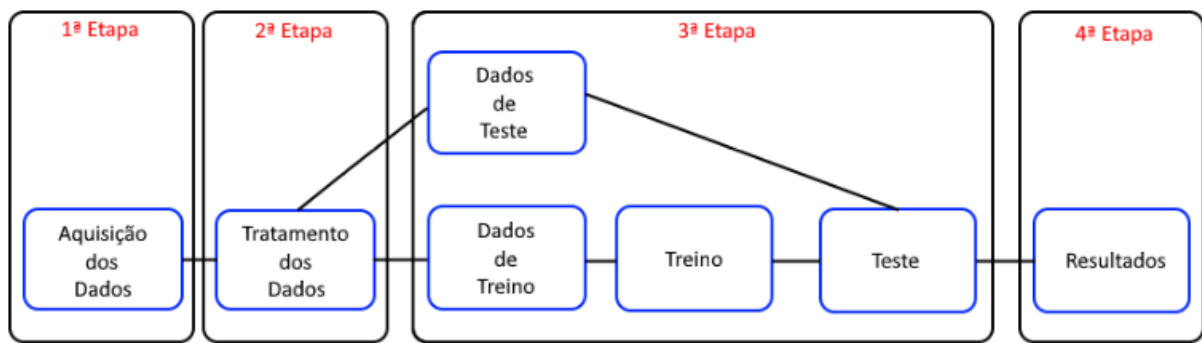 1ª Etapa
2ª Etapa
3ª Etapa
4ª Etapa
Dados
de
Teste
Aquisição
dos
Dados
Tratamento
dos
Dados
Dados
de
Treino
Treino
Teste
Resultados